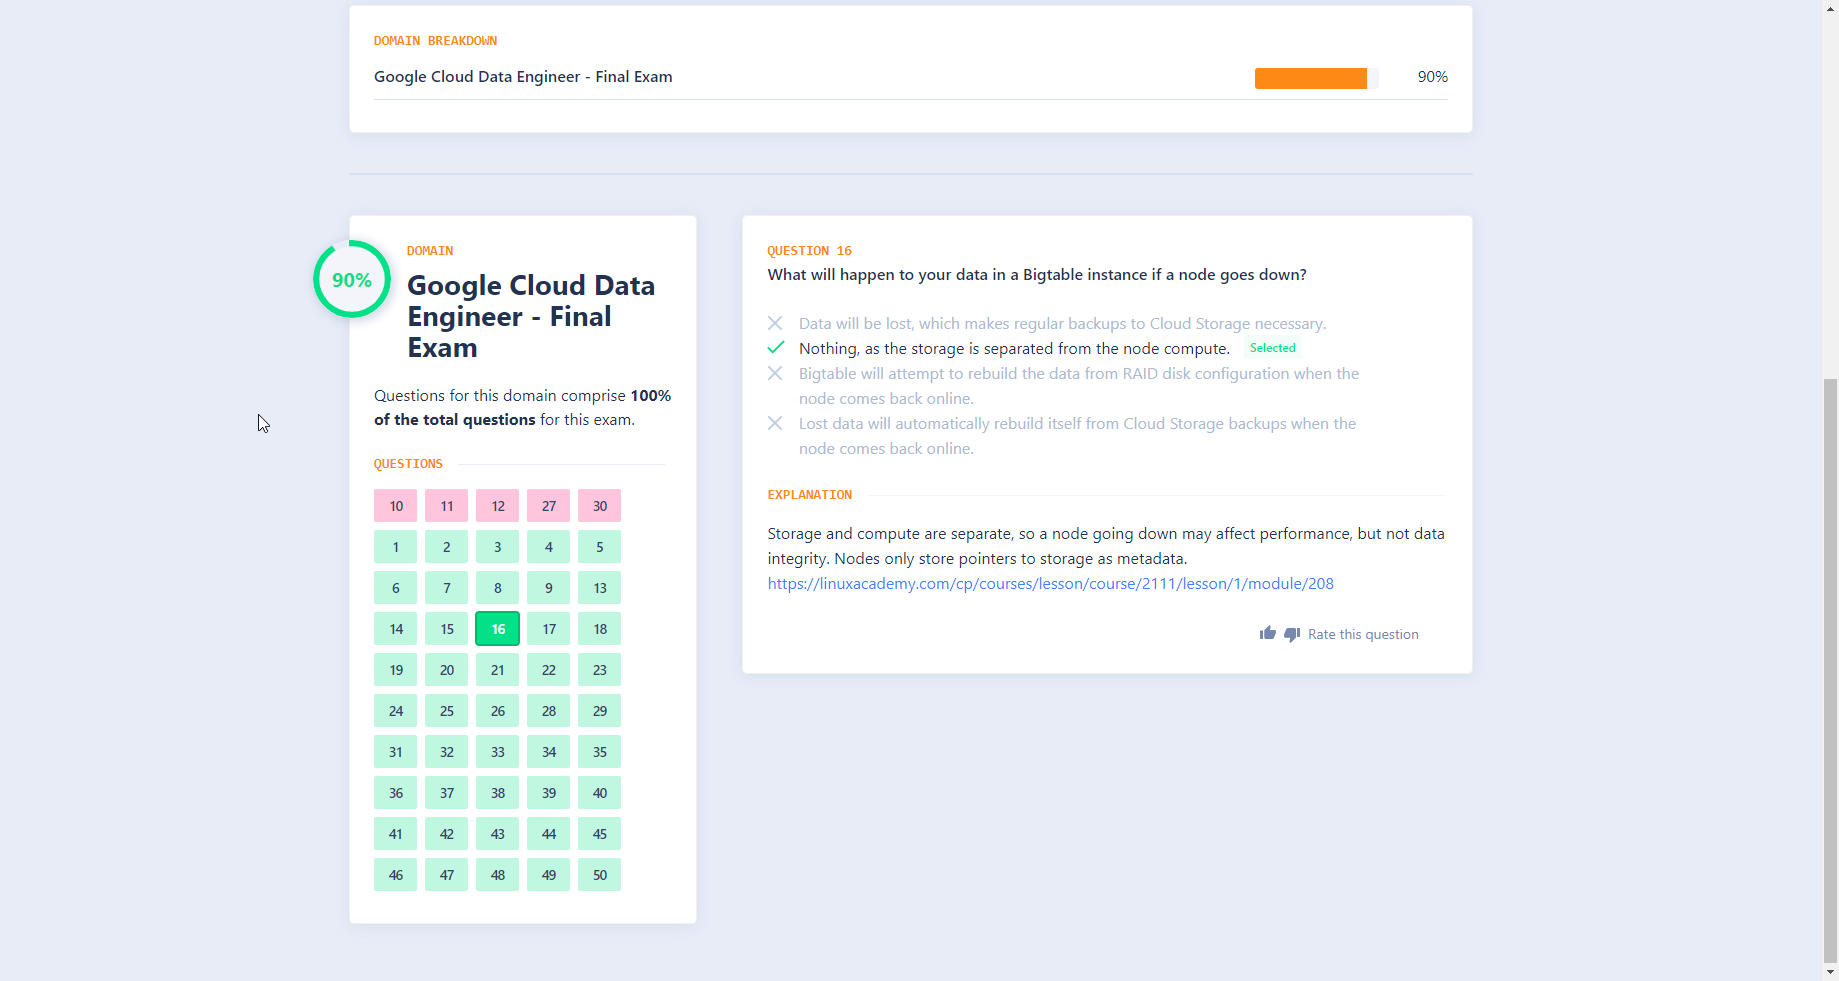 DOMAIN BREAKDOWN
Google Cloud Data Engineer - Final Exam 90%
90%
DOMAIN
Google Cloud Data
Engineer - Final
Exam
Questions for this domain comprise 100%
of the total questions for this exam.
QUESTIONS
10 11 12 27 30
1 2 3 4 5
6 7 8 9 13
14 15 16 17 18
19 20 21 22 23
24 25 26 28 29
31 32 33 34 35
36 37 38 39 40
41 42 43 44 45
46 47 48 49 50
QUESTION 16
What will happen to your data in a Bigtable instance if a node goes down?
Data will be lost, which makes regular backups to Cloud Storage necessary.
Nothing, as the storage is separated from the node compute. Selected
Bigtable will attempt to rebuild the data from RAID disk configuration when the
node comes back online.
Lost data will automatically rebuild itself from Cloud Storage backups when the
node comes back online.
EXPLANATION
Storage and compute are separate, so a node going down may affect performance, but not data
integrity. Nodes only store pointers to storage as metadata.
https://linuxacademy.com/cp/courses/lesson/course/2111/lesson/1/module/208
Rate this question